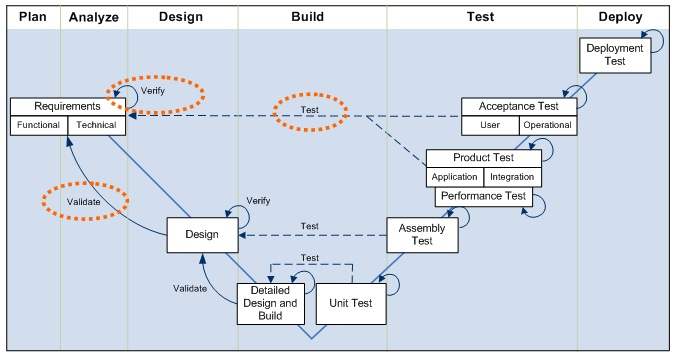 Plan Analyze Design Build Test Deploy
Deployment
Test
Verify
Requirements
Functional Technical
Test
Acceptance Test
User Operational
Product Test
Application Integration
Performance Test
Validate
Verify
Design
Test
Assembly
Test
Test
Validate
Detailed
Design and
Build
Unit Test